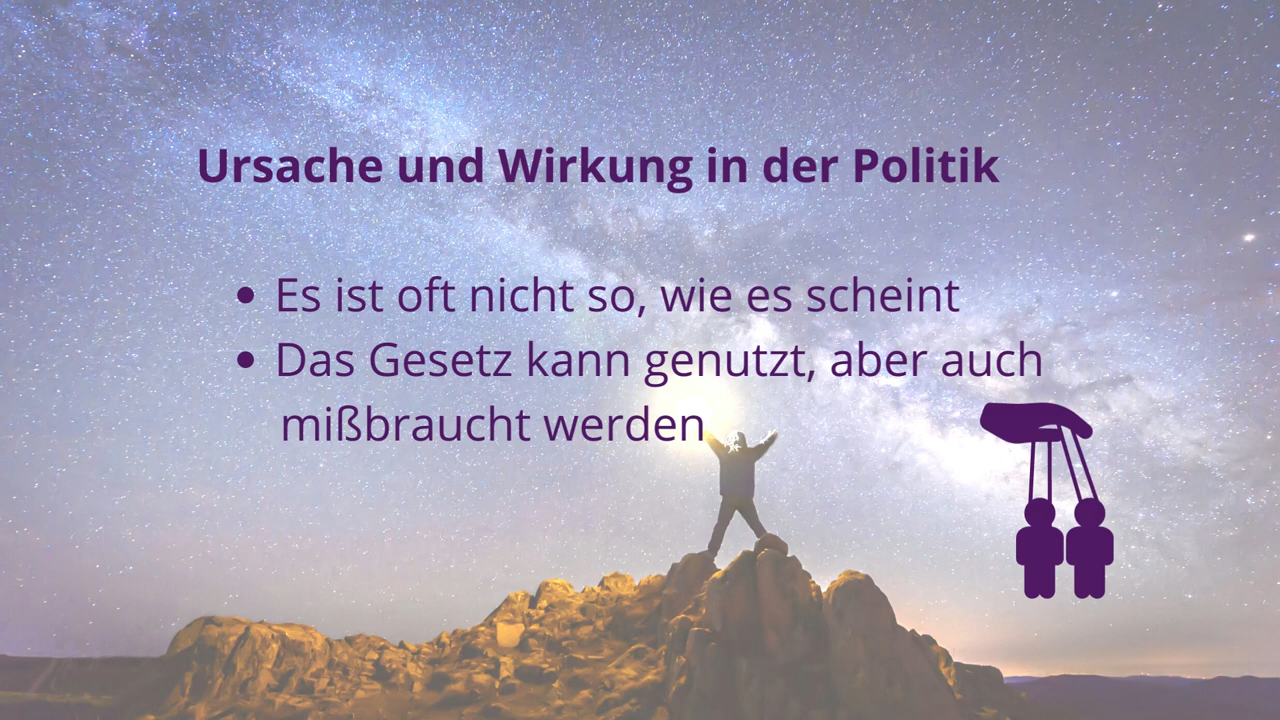 Ursache und Wirkung in der Politik
• Es ist oft nicht so, wie es scheint
• Das Gesetz kann genutzt, aber auch
mißbraucht werden